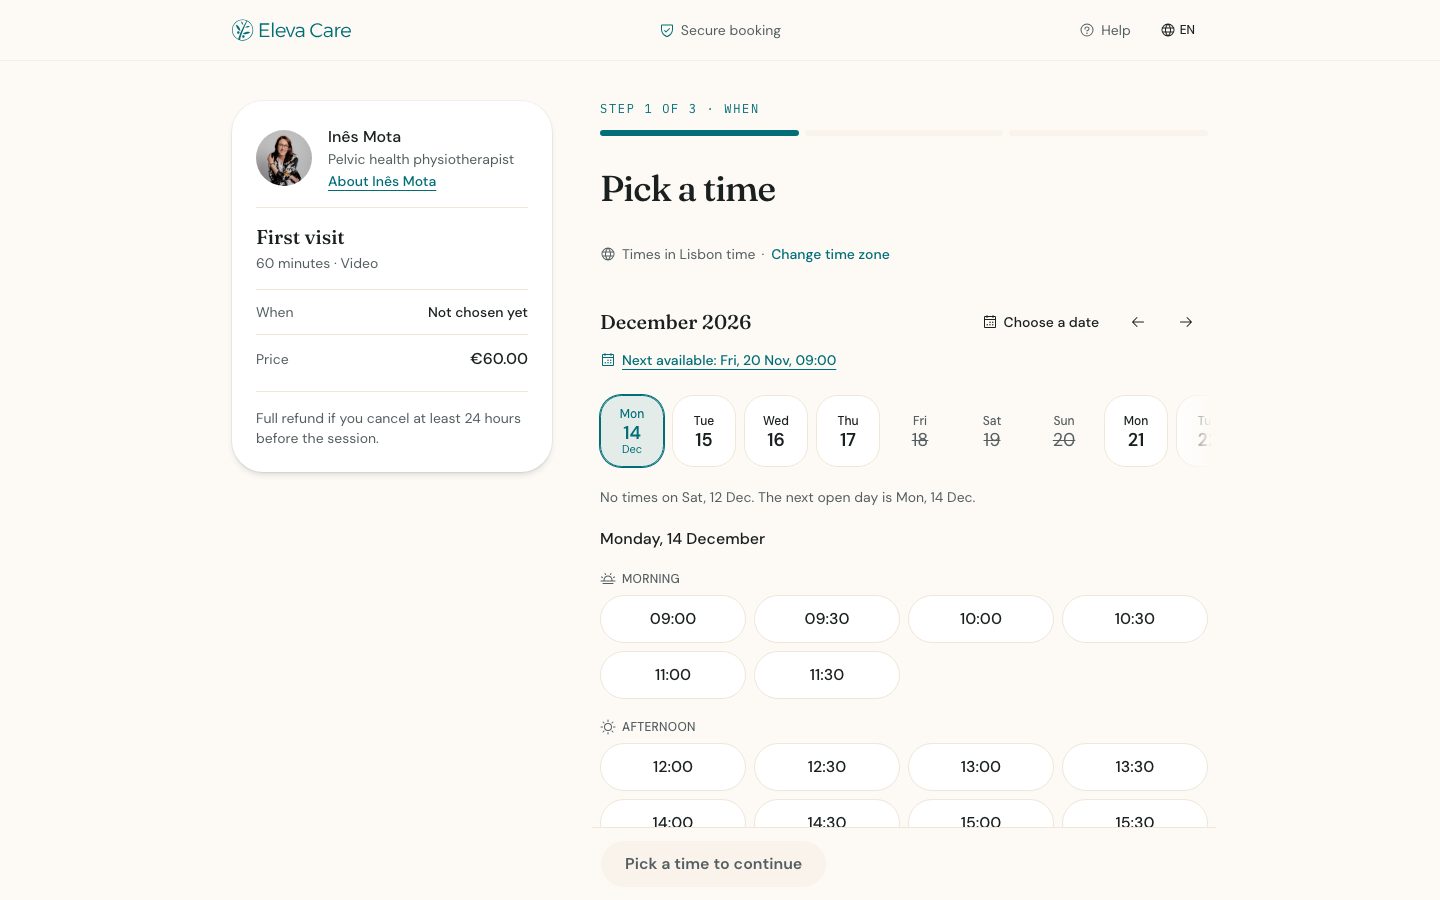 Eleva Care
Secure booking
Help
EN
Inês Mota
Pelvic health physiotherapist
About Inês Mota
First visit
60 minutes · Video
When
Not chosen yet
Price
€60.00
Full refund if you cancel at least 24 hours
before the session.
STEP 1 OF 3 · WHEN
Pick a time
Times in Lisbon time · Change time zone
December 2026
Choose a date
Next available: Fri, 20 Nov, 09:00
Mon
14
Dec
Tue
15
Wed
16
Thu
17
Fri
18
Sat
19
Sun
20
Mon
21
No times on Sat, 12 Dec. The next open day is Mon, 14 Dec.
Monday, 14 December
MORNING
09:00
09:30
10:00
10:30
11:00
11:30
AFTERNOON
12:00
12:30
13:00
13:30
14:00
14:30
15:00
15:30
Pick a time to continue